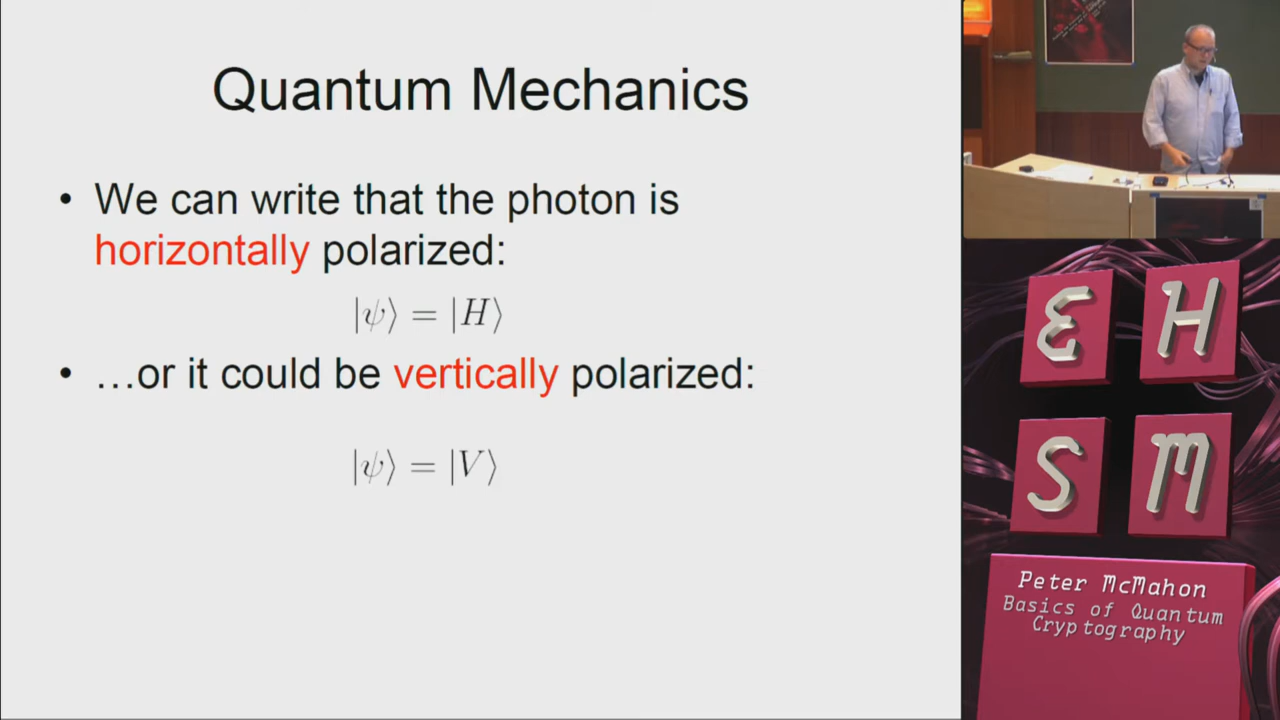 Quantum Mechanics
• We can write that the photon is
horizontally polarized:
|ψ⟩ = |H⟩
• …or it could be vertically polarized:
|ψ⟩ = |V⟩
E H
S M
Peter McMahon
Basics of Quantum
Cryptography